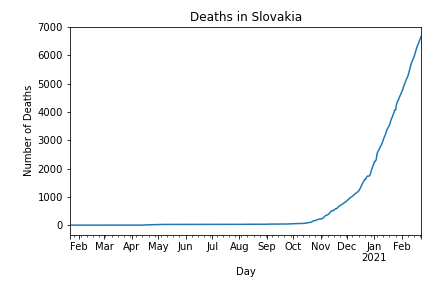 Deaths in Slovakia
Number of Deaths
7000
6000
5000
4000
3000
2000
1000
0
Feb Mar Apr May Jun Jul Aug Sep Oct Nov Dec Jan Feb
2021
Day